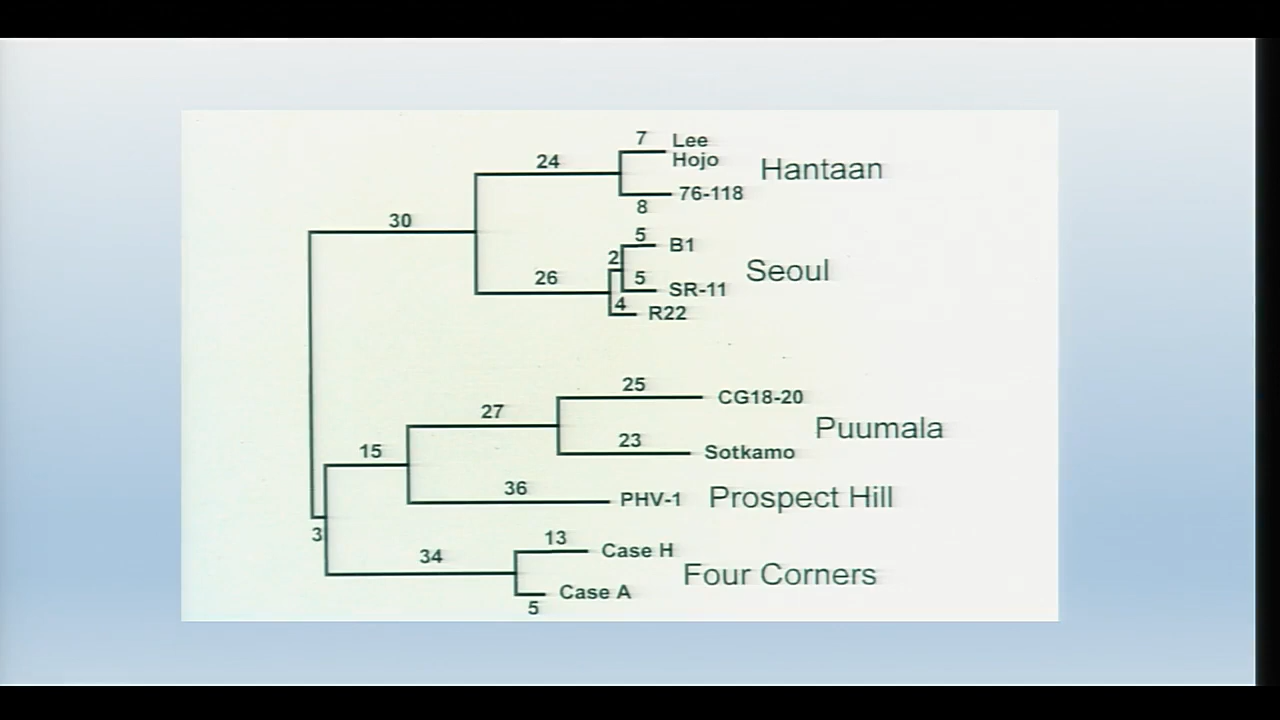 7 Lee
Hojo
24
Hantaan
76-118
8
30
5 B1
2
26
5 SR-11
Seoul
4 R22
25 CG18-20
27
Puumala
23 Sotkamo
15
36 PHV-1 Prospect Hill
3
13 Case H
34
Four Corners
Case A
5